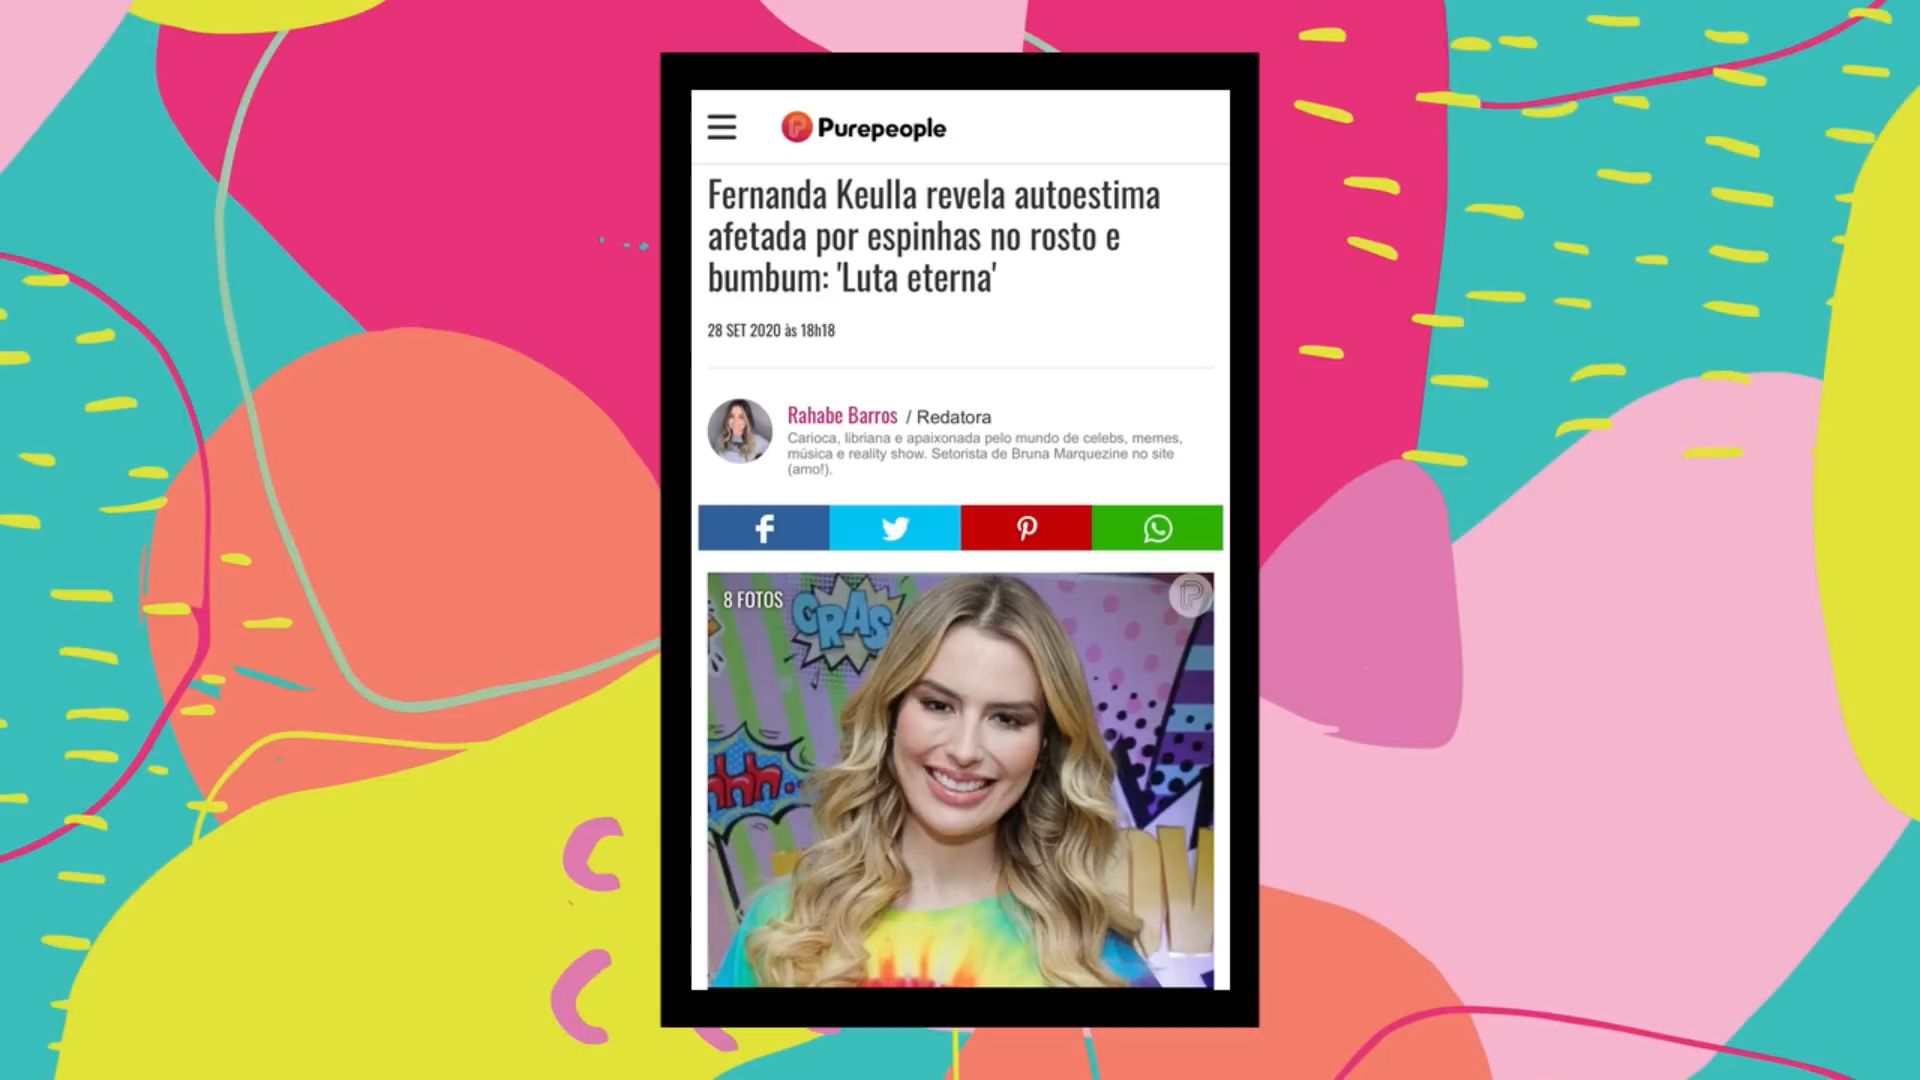 Purepeople
Fernanda Keulla revela autoestima
afetada por espinhas no rosto e
bumbum: 'Luta eterna'
28 SET 2020 às 18h18
Rahabe Barros / Redatora
Carioca, libriana e apaixonada pelo mundo de celebs, memes,
música e reality show. Setorista de Bruna Marquezine no site
(amo!).
8 FOTOS
CRAS
hhh..